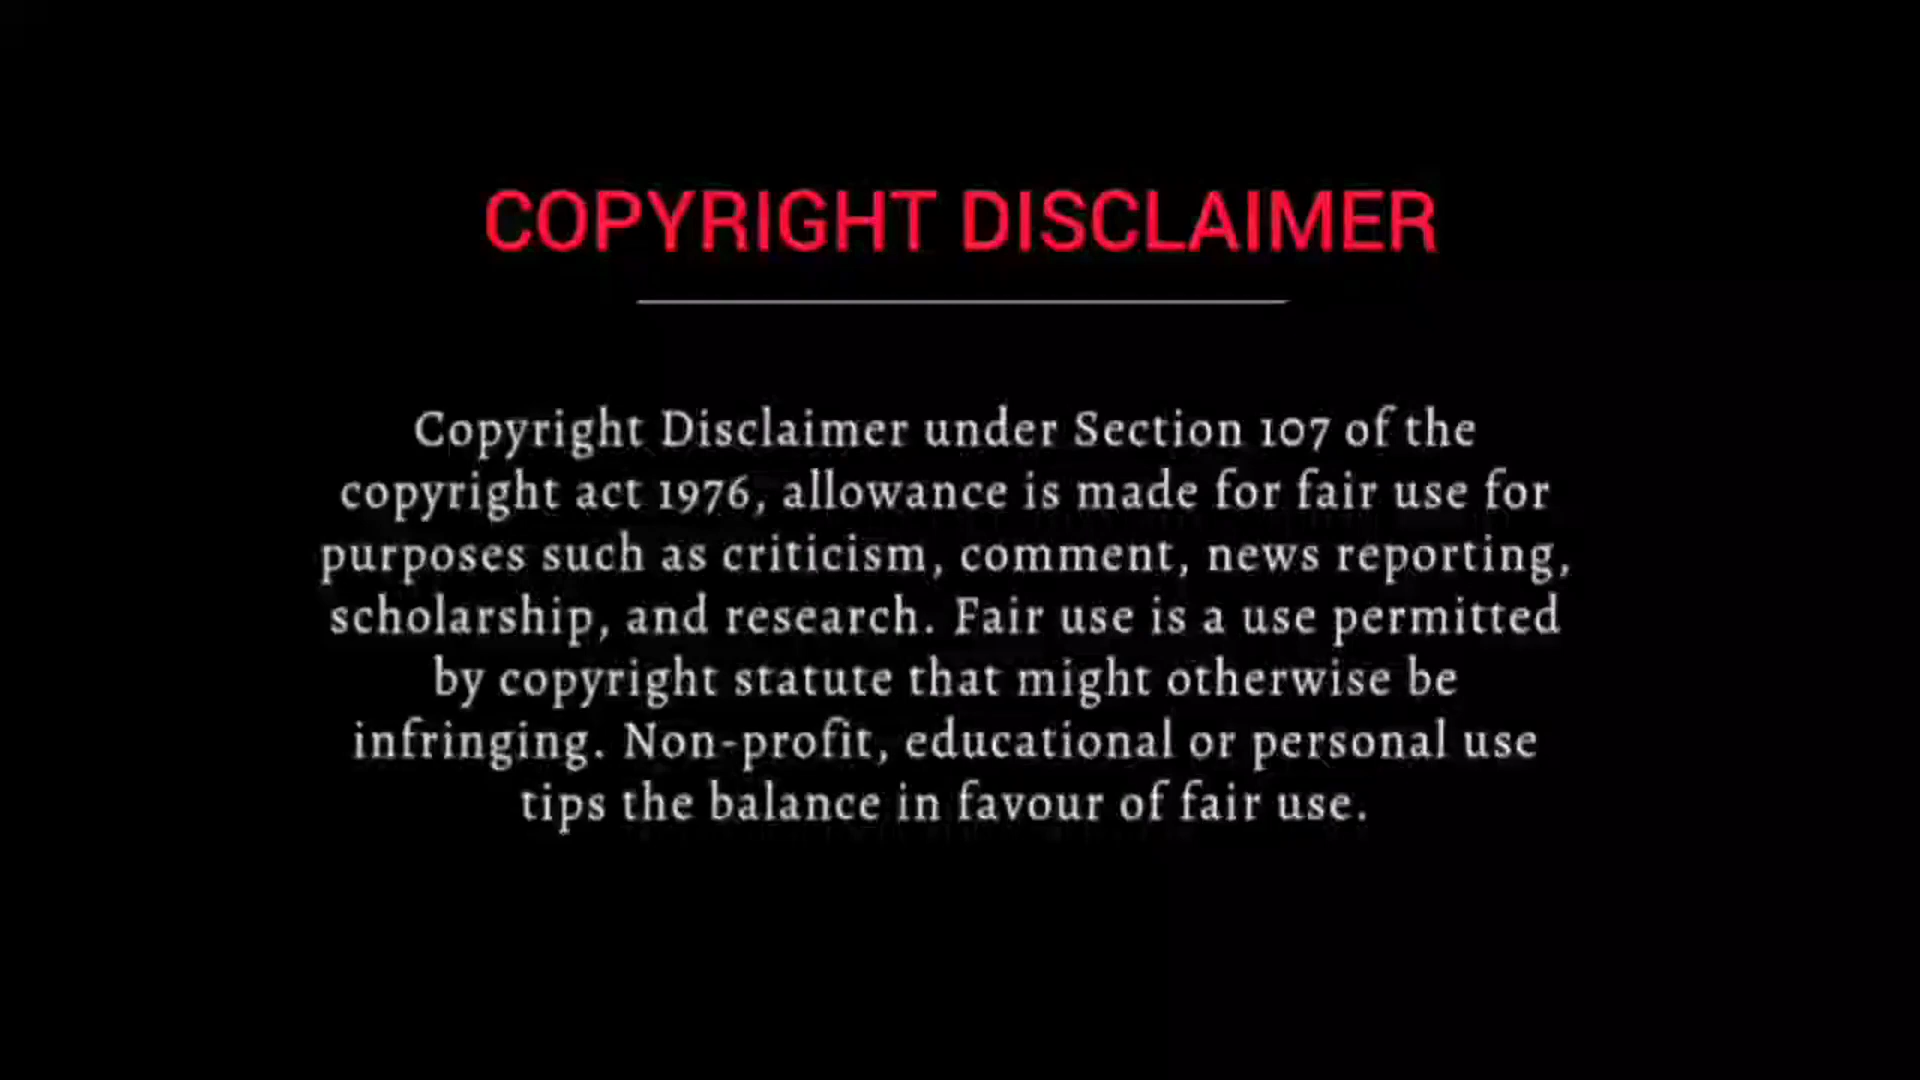 COPYRIGHT DISCLAIMER
Copyright Disclaimer under Section 107 of the
copyright act 1976, allowance is made for fair use for
purposes such as criticism, comment, news reporting,
scholarship, and research. Fair use is a use permitted
by copyright statute that might otherwise be
infringing. Non-profit, educational or personal use
tips the balance in favour of fair use.